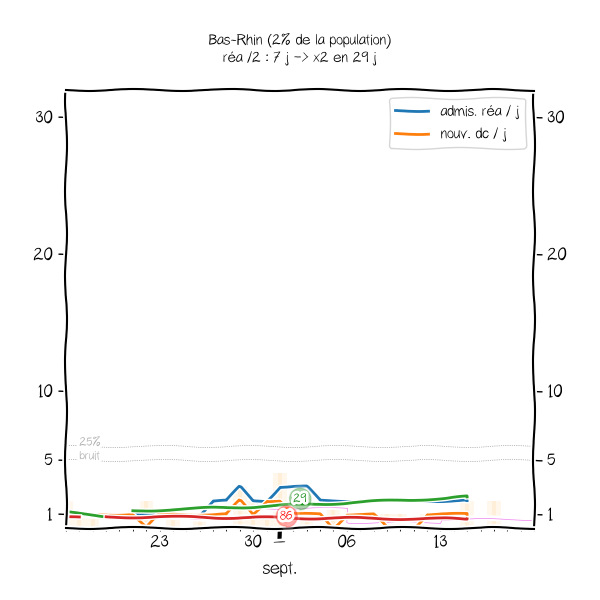 Bas-Rhin (2% de la population)
réa /2 : 7 j -> x2 en 29 j
admis. réa / j
nouv. dc / j
30
30
20
20
10
10
25%
5
bruit
5
29
86
1
1
23
30
06
13
sept.